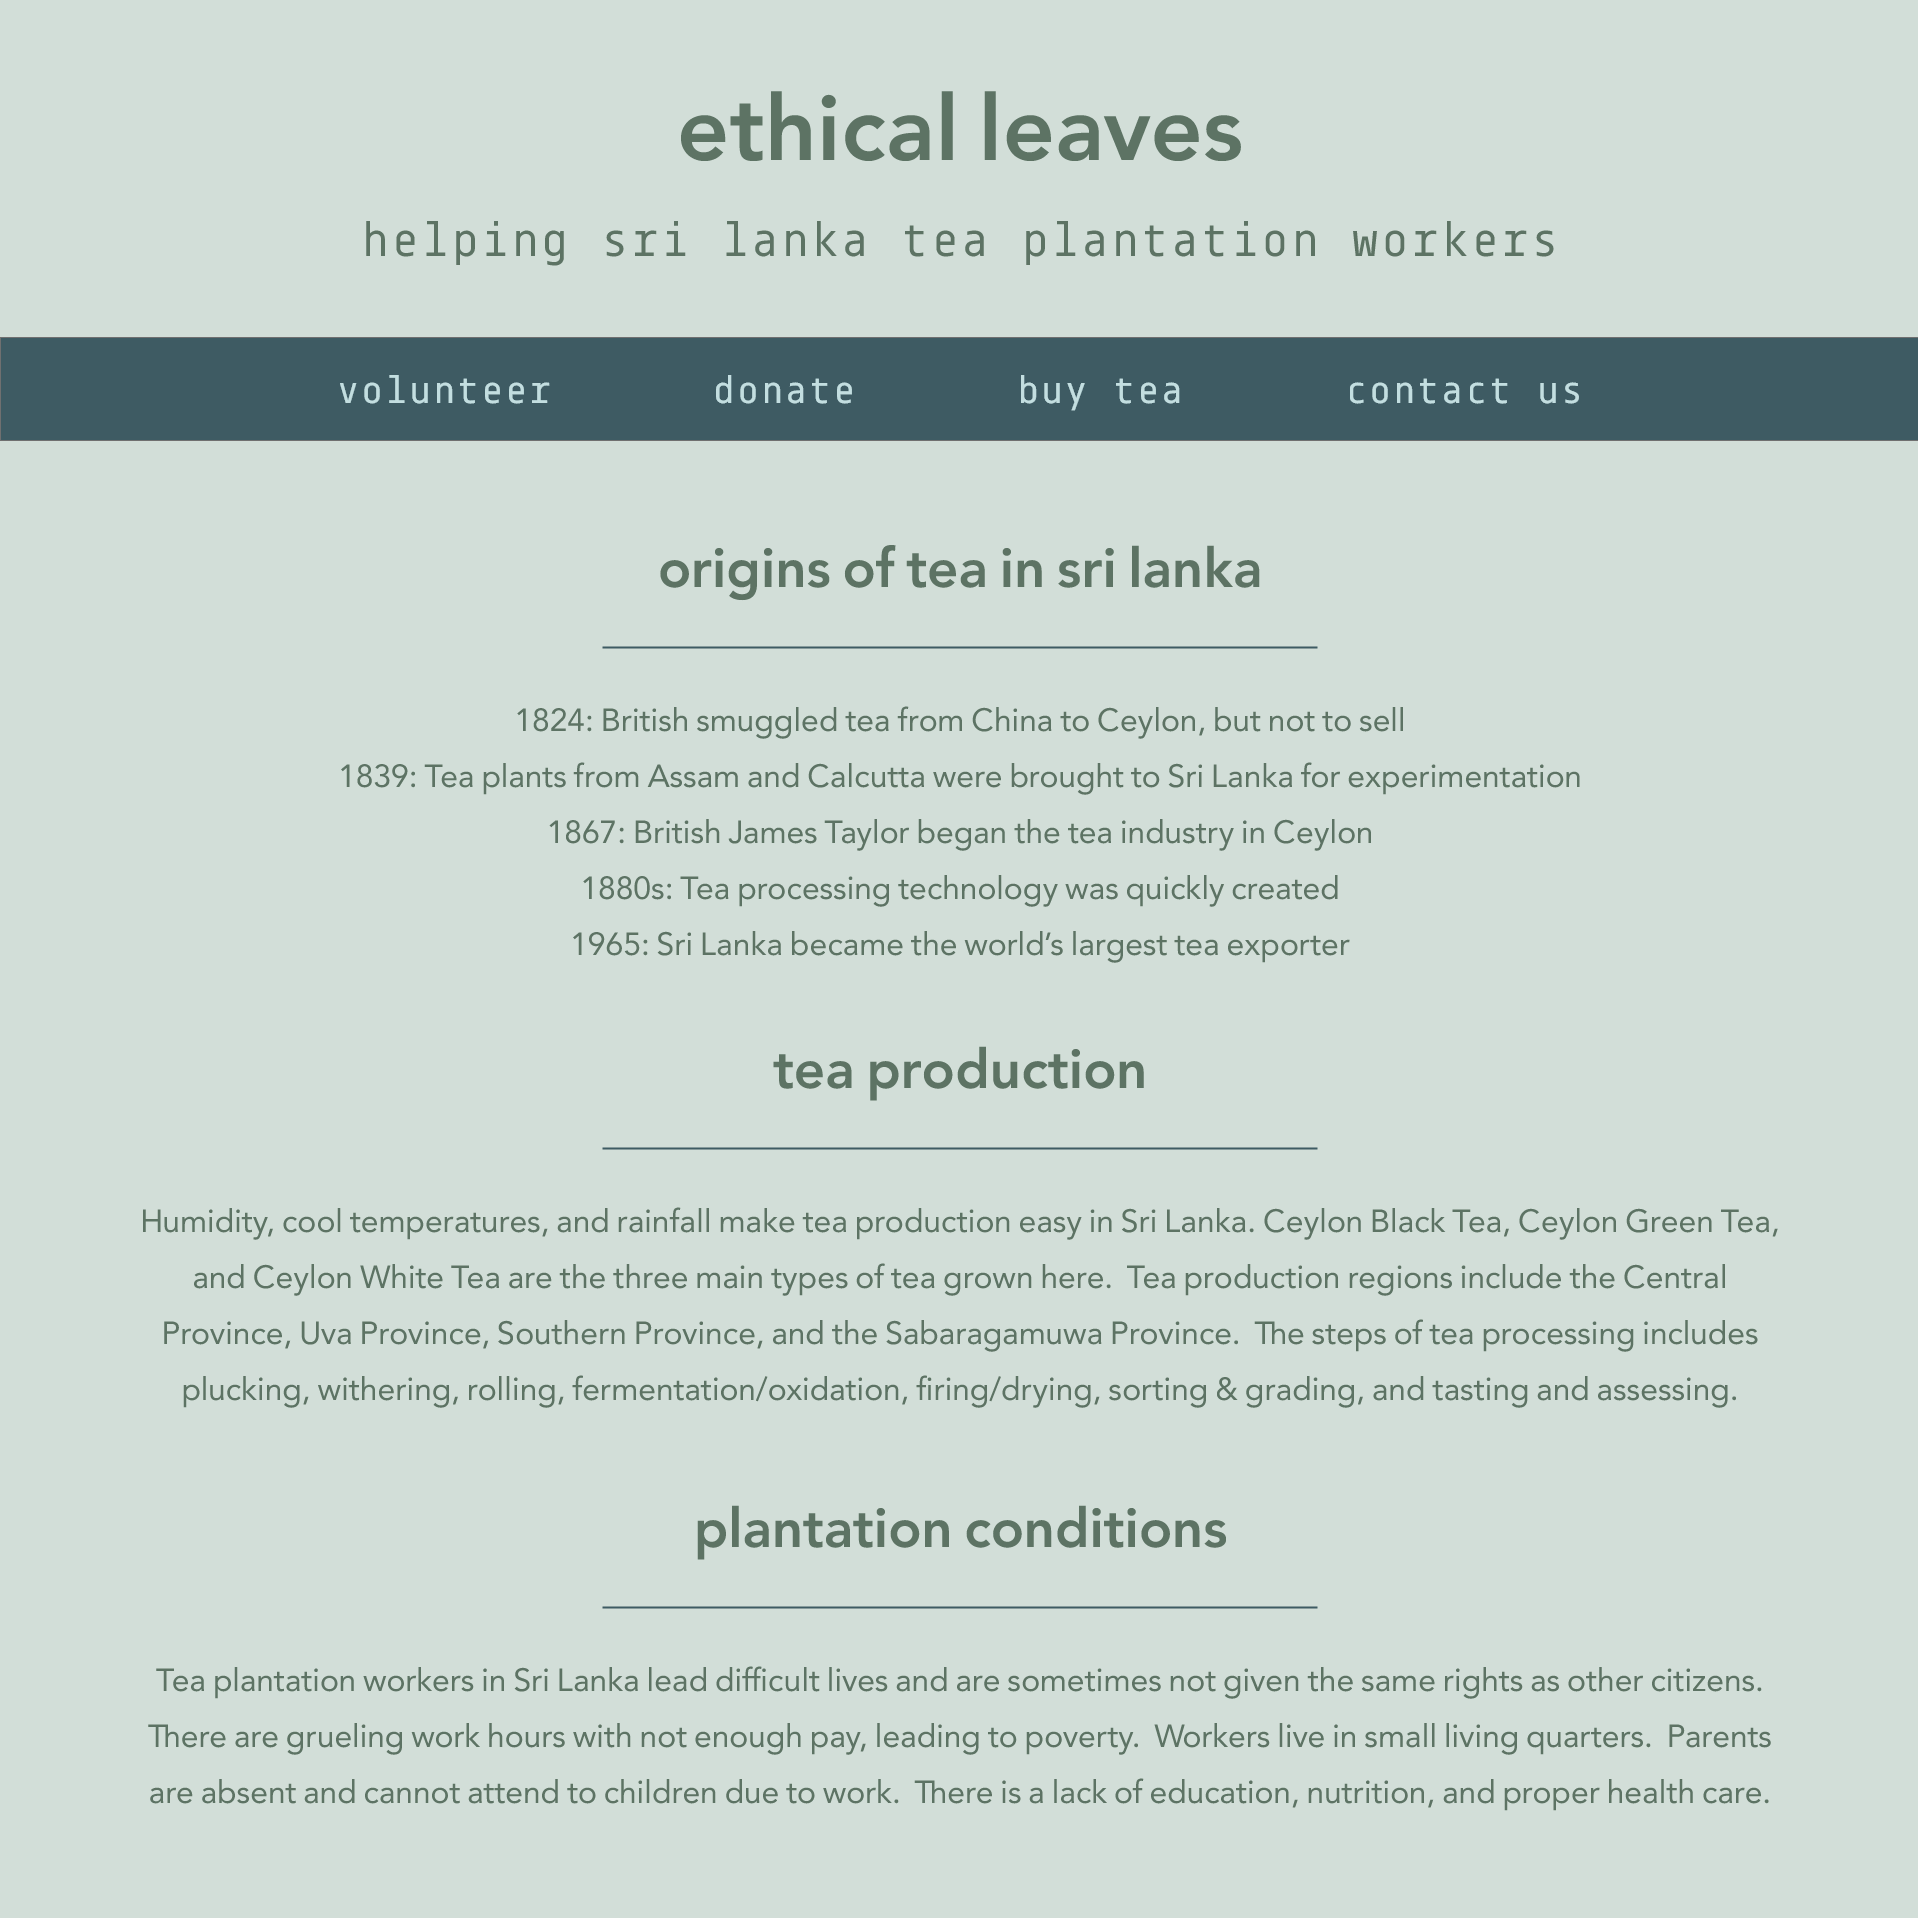 ethical leaves
helping sri lanka tea plantation workers
volunteer donate buy tea contact us
origins of tea in sri lanka
1824: British smuggled tea from China to Ceylon, but not to sell
1839: Tea plants from Assam and Calcutta were brought to Sri Lanka for experimentation
1867: British James Taylor began the tea industry in Ceylon
1880s: Tea processing technology was quickly created
1965: Sri Lanka became the world’s largest tea exporter
tea production
Humidity, cool temperatures, and rainfall make tea production easy in Sri Lanka. Ceylon Black Tea, Ceylon Green Tea,
and Ceylon White Tea are the three main types of tea grown here.  Tea production regions include the Central
Province, Uva Province, Southern Province, and the Sabaragamuwa Province.  The steps of tea processing includes
plucking, withering, rolling, fermentation/oxidation, firing/drying, sorting & grading, and tasting and assessing.
plantation conditions
Tea plantation workers in Sri Lanka lead difficult lives and are sometimes not given the same rights as other citizens.
There are grueling work hours with not enough pay, leading to poverty.  Workers live in small living quarters.  Parents
are absent and cannot attend to children due to work.  There is a lack of education, nutrition, and proper health care.